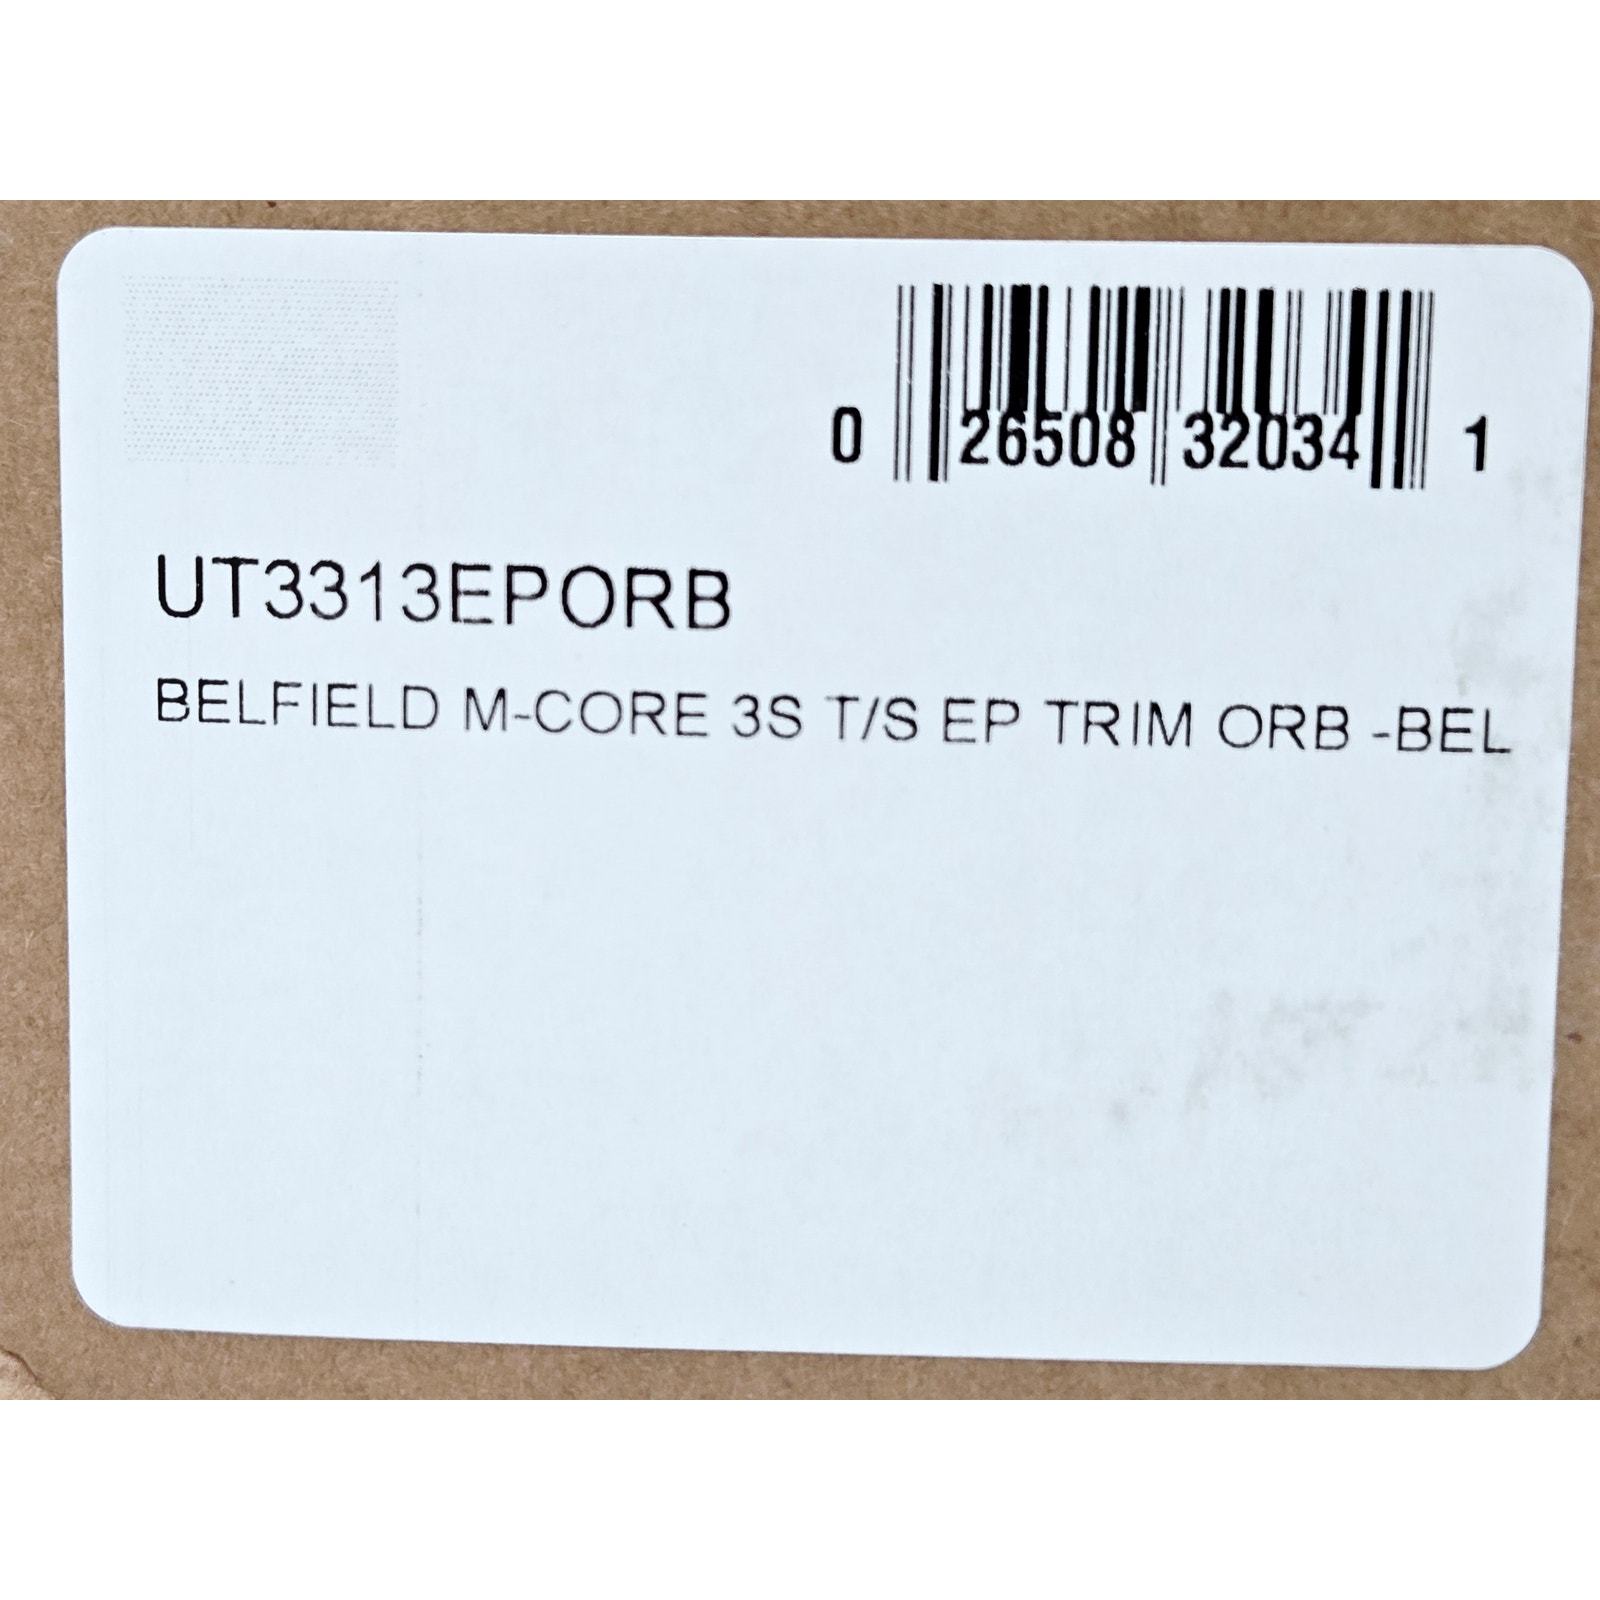 0 26508 32034 1
UT3313EPORB
BELFIELD M-CORE 3S T/S EP TRIM ORB -BEL